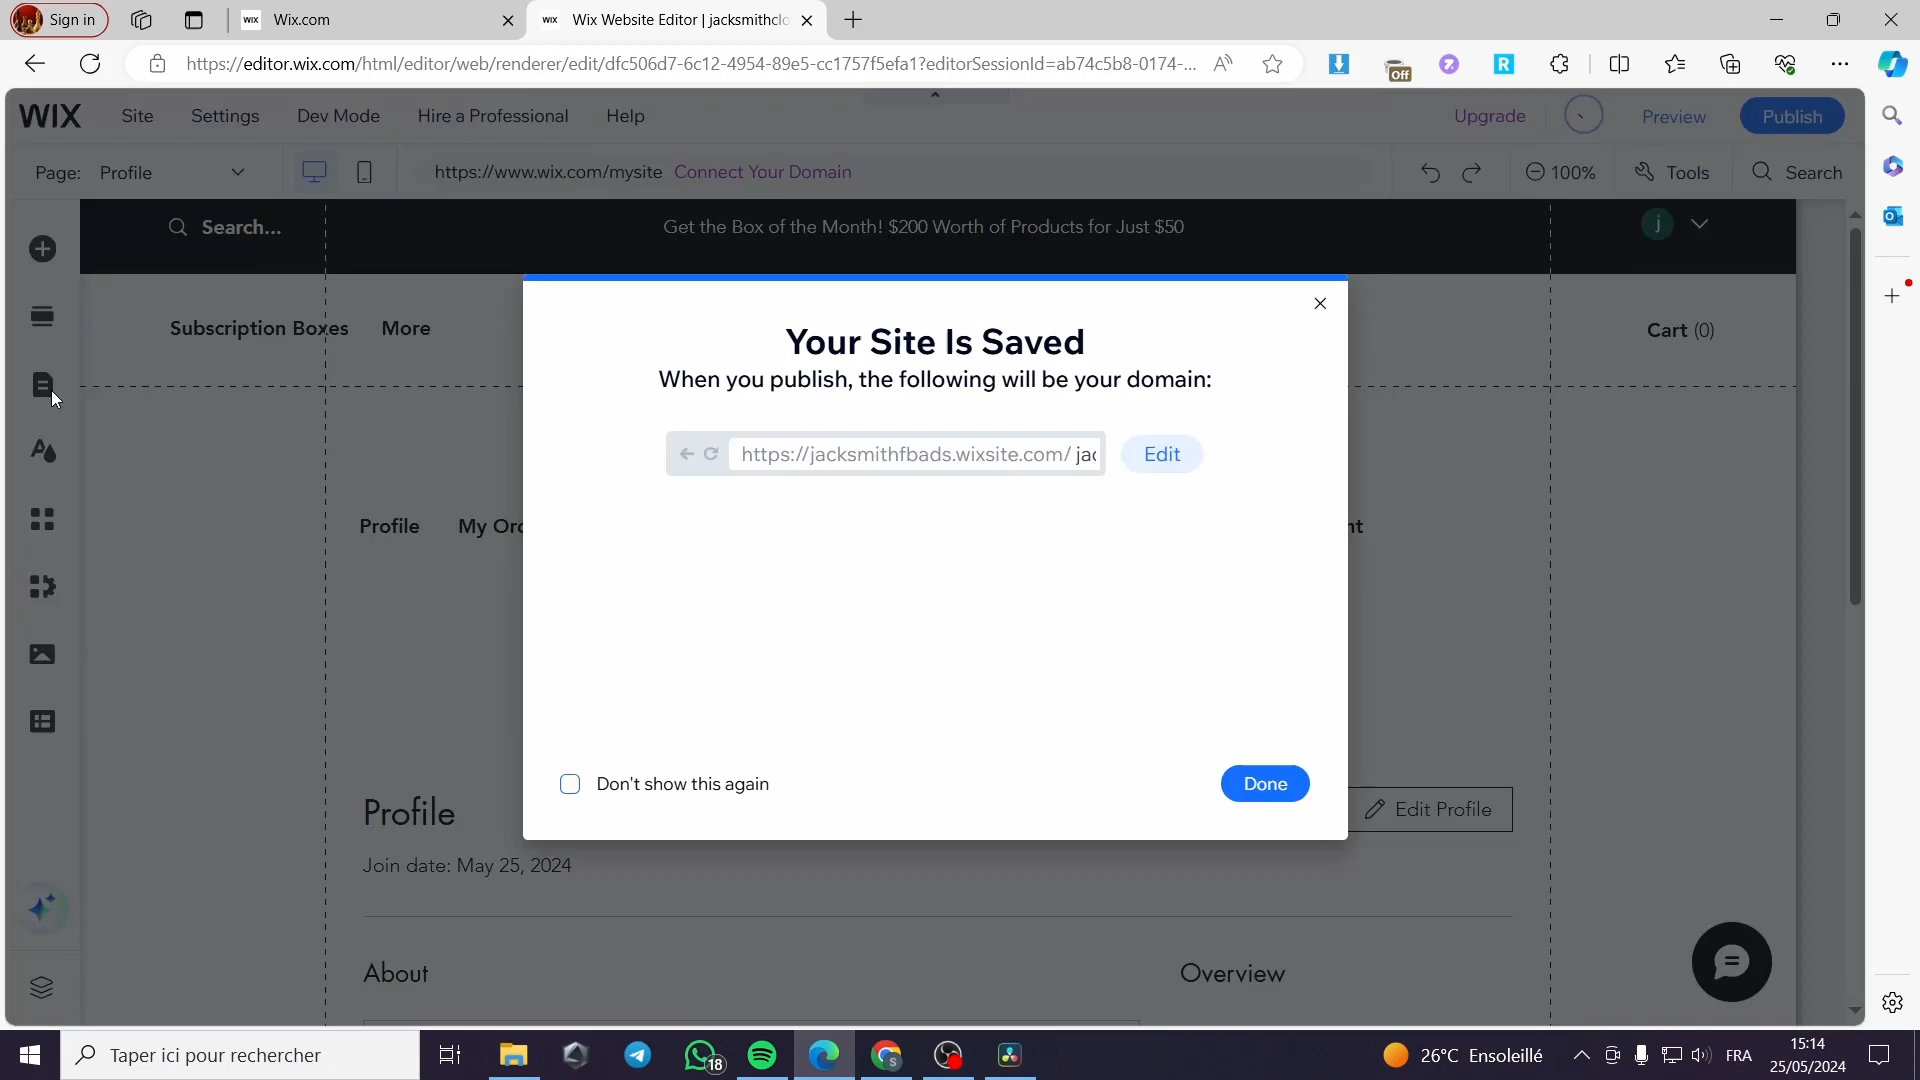 Sign in
WIX Wix.com
WIX Wix Website Editor | jacksmithclo
https://editor.wix.com/html/editor/web/renderer/edit/dfc506d7-6c12-4954-89e5-cc1757f5efa1?editorSessionId=ab74c5b8-0174-...
Off
WIX Site Settings Dev Mode Hire a Professional Help Upgrade Preview Publish
Page: Profile https://www.wix.com/mysite Connect Your Domain 100% Tools Search
Search... Get the Box of the Month! $200 Worth of Products for Just $50 j
Subscription Boxes More Cart (0)
Your Site Is Saved
When you publish, the following will be your domain:
https://jacksmithfbads.wixsite.com/ jac Edit
Profile My Orc nt
Don't show this again Done
Profile Edit Profile
Join date: May 25, 2024
About Overview
Taper ici pour rechercher 18 26°C Ensoleillé FRA 15:14
25/05/2024